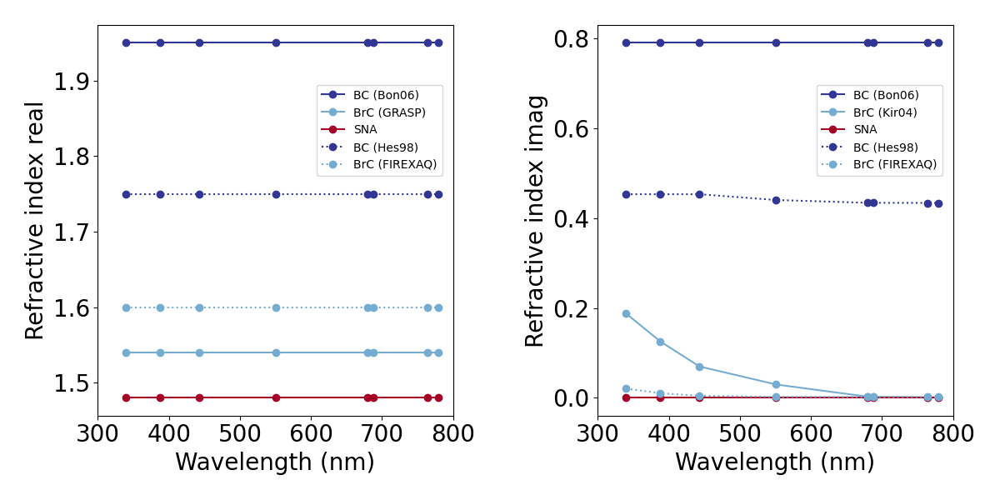 Refractive index real
1.9
1.8
1.7
1.6
1.5
BC (Bon06)
BrC (GRASP)
SNA
BC (Hes98)
BrC (FIREXAQ)
300 400 500 600 700 800
Wavelength (nm)
Refractive index imag
0.8
0.6
0.4
0.2
0.0
BC (Bon06)
BrC (Kir04)
SNA
BC (Hes98)
BrC (FIREXAQ)
300 400 500 600 700 800
Wavelength (nm)